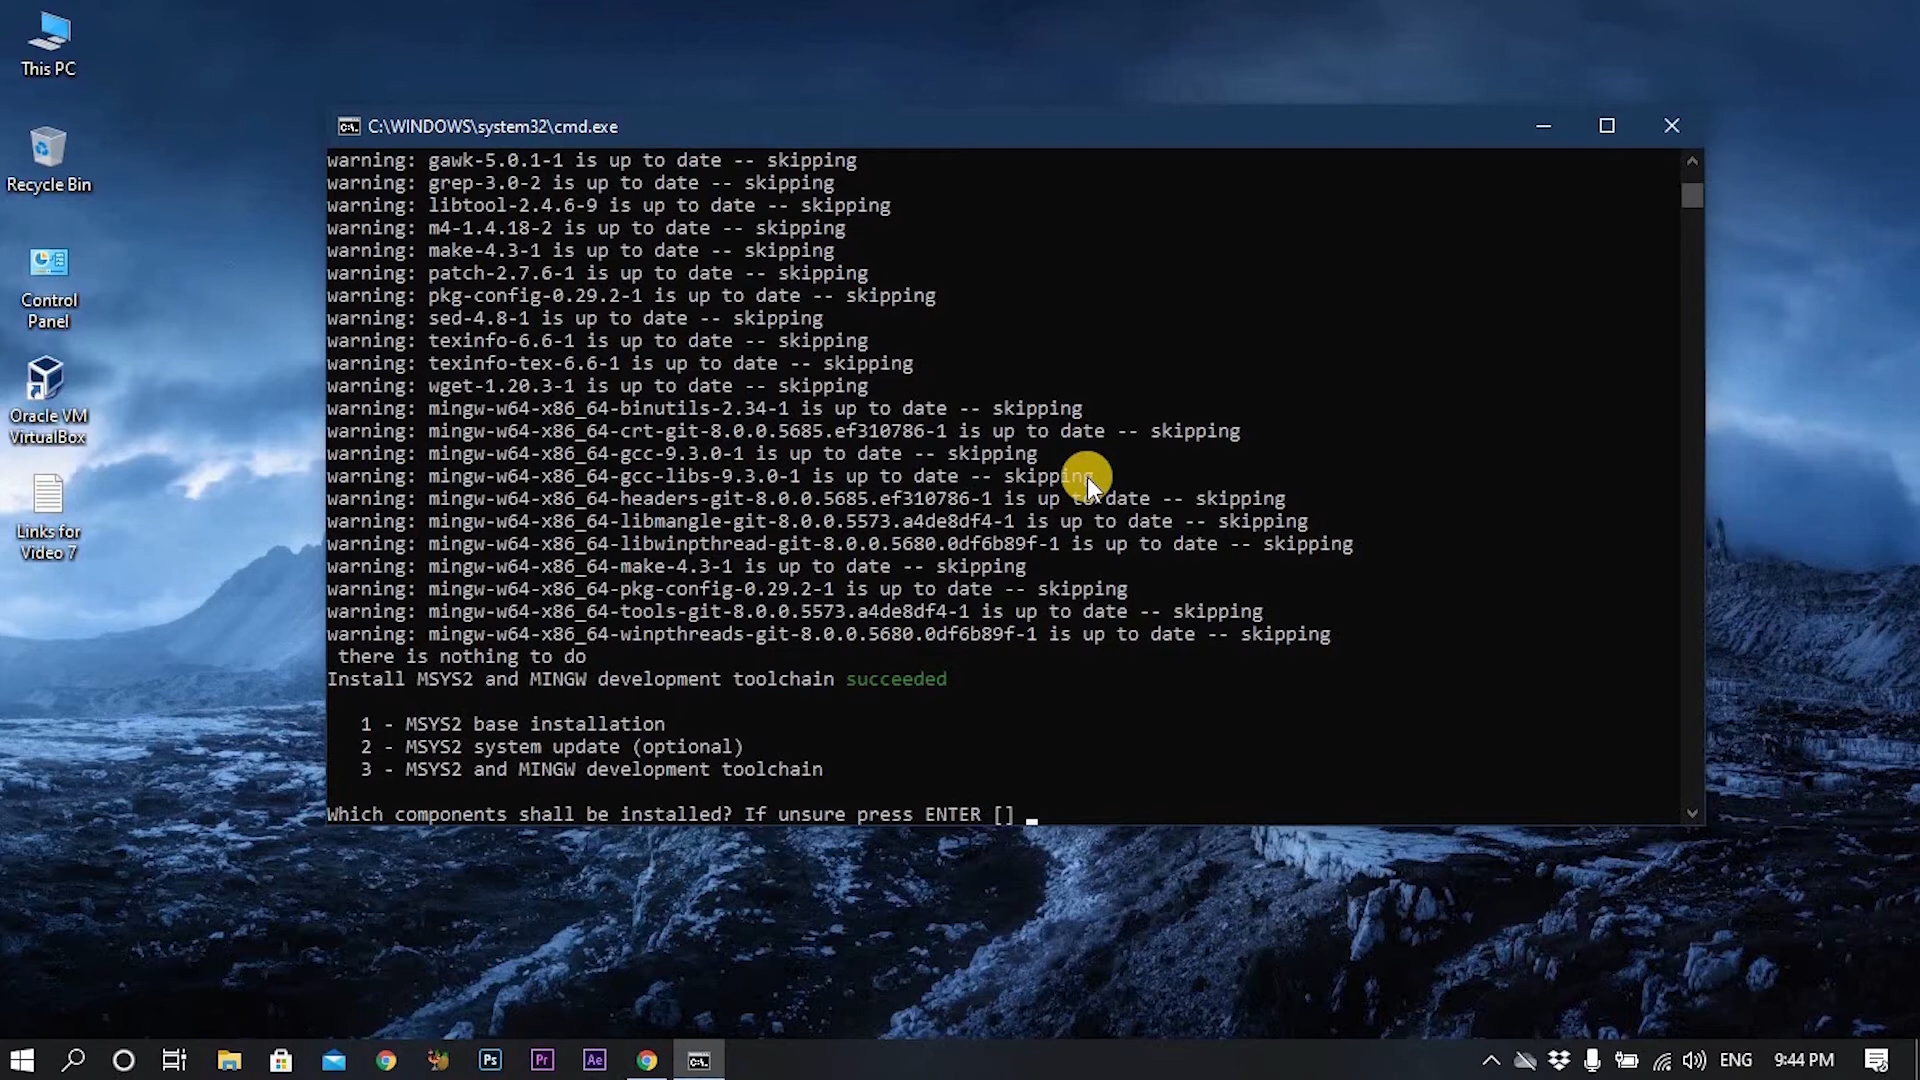 This PC
Recycle Bin
Control
Panel
Oracle VM
VirtualBox
Links for
Video 7
C:\WINDOWS\system32\cmd.exe
warning: gawk-5.0.1-1 is up to date -- skipping
warning: grep-3.0-2 is up to date -- skipping
warning: libtool-2.4.6-9 is up to date -- skipping
warning: m4-1.4.18-2 is up to date -- skipping
warning: make-4.3-1 is up to date -- skipping
warning: patch-2.7.6-1 is up to date -- skipping
warning: pkg-config-0.29.2-1 is up to date -- skipping
warning: sed-4.8-1 is up to date -- skipping
warning: texinfo-6.6-1 is up to date -- skipping
warning: texinfo-tex-6.6-1 is up to date -- skipping
warning: wget-1.20.3-1 is up to date -- skipping
warning: mingw-w64-x86_64-binutils-2.34-1 is up to date -- skipping
warning: mingw-w64-x86_64-crt-git-8.0.0.5685.ef310786-1 is up to date -- skipping
warning: mingw-w64-x86_64-gcc-9.3.0-1 is up to date -- skipping
warning: mingw-w64-x86_64-gcc-libs-9.3.0-1 is up to date -- skipping
warning: mingw-w64-x86_64-headers-git-8.0.0.5685.ef310786-1 is up to date -- skipping
warning: mingw-w64-x86_64-libmangle-git-8.0.0.5573.a4de8df4-1 is up to date -- skipping
warning: mingw-w64-x86_64-libwinpthread-git-8.0.0.5680.0df6b89f-1 is up to date -- skipping
warning: mingw-w64-x86_64-make-4.3-1 is up to date -- skipping
warning: mingw-w64-x86_64-pkg-config-0.29.2-1 is up to date -- skipping
warning: mingw-w64-x86_64-tools-git-8.0.0.5573.a4de8df4-1 is up to date -- skipping
warning: mingw-w64-x86_64-winpthreads-git-8.0.0.5680.0df6b89f-1 is up to date -- skipping
there is nothing to do
Install MSYS2 and MINGW development toolchain succeeded
1 - MSYS2 base installation
2 - MSYS2 system update (optional)
3 - MSYS2 and MINGW development toolchain
Which components shall be installed? If unsure press ENTER []
Ps
Pr
Ae
ENG
9:44 PM